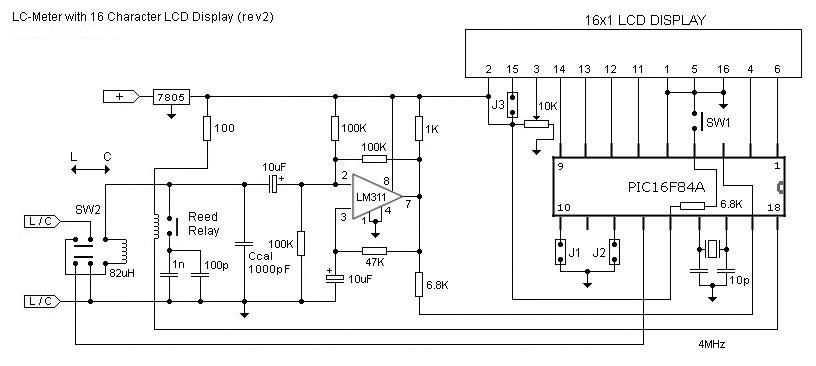 LC-Meter with 16 Character LCD Display (rev2)
16x1 LCD DISPLAY
2 15 3 14 13 12 11 1 5 16 4 6
+ 7805
J3 10K SW1
100 100K 1K
100K
L C
10uF
+
2 8
LM311 7
3 1 4
9 PIC16F84A 1
10 6.8K 18
SW2
L/C
Reed
Relay
Ccal
1000pF
100K
47K
J1 J2
82uH
1n 100p
+
10uF
6.8K
10p
L/C
4MHz